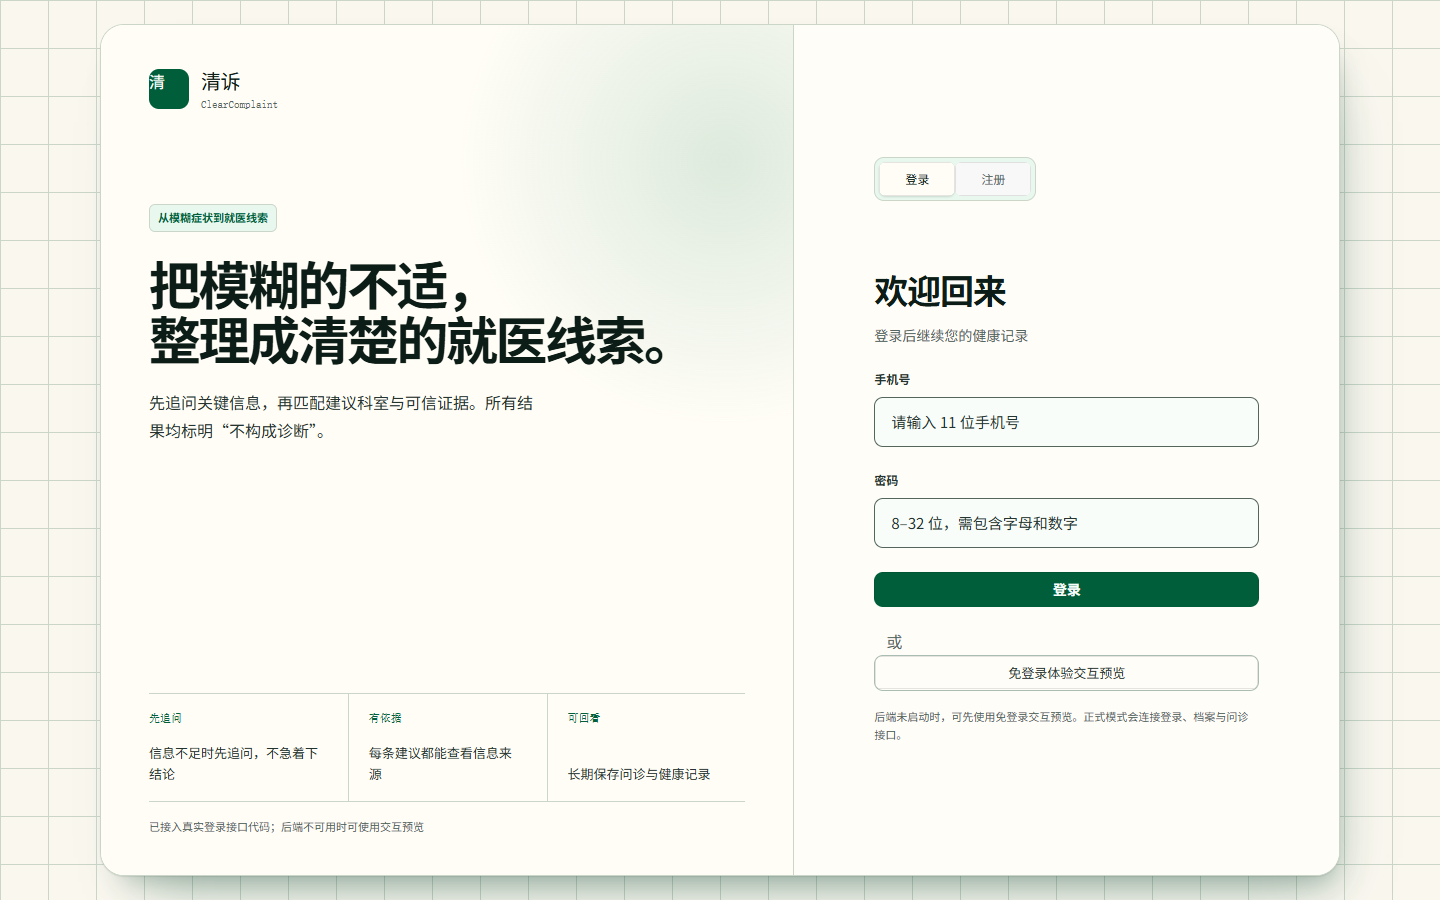 清
清诉
ClearComplaint
从模糊症状到就医线索
把模糊的不适，
整理成清楚的就医线索。
先追问关键信息，再匹配建议科室与可信证据。所有结
果均标明“不构成诊断”。
先追问
信息不足时先追问，不急着下
结论
有依据
每条建议都能查看信息来
源
可回看
长期保存问诊与健康记录
已接入真实登录接口代码；后端不可用时可使用交互预览
登录
注册
欢迎回来
登录后继续您的健康记录
手机号
请输入 11 位手机号
密码
8–32 位，需包含字母和数字
登录
或
免登录体验交互预览
后端未启动时，可先使用免登录交互预览。正式模式会连接登录、档案与问诊
接口。